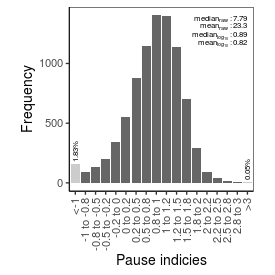 median_raw : 7.79
mean_raw : 23.3
median_log10 : 0.89
mean_log10 : 0.82
Frequency
1000
500
0
1.83%
0.05%
<-1
-1 to -0.8
-0.8 to -0.5
-0.5 to -0.2
-0.2 to 0
0 to 0.2
0.2 to 0.5
0.5 to 0.8
0.8 to 1
1 to 1.2
1.2 to 1.5
1.5 to 1.8
1.8 to 2
2 to 2.2
2.2 to 2.5
2.5 to 2.8
2.8 to 3
>3
Pause indicies